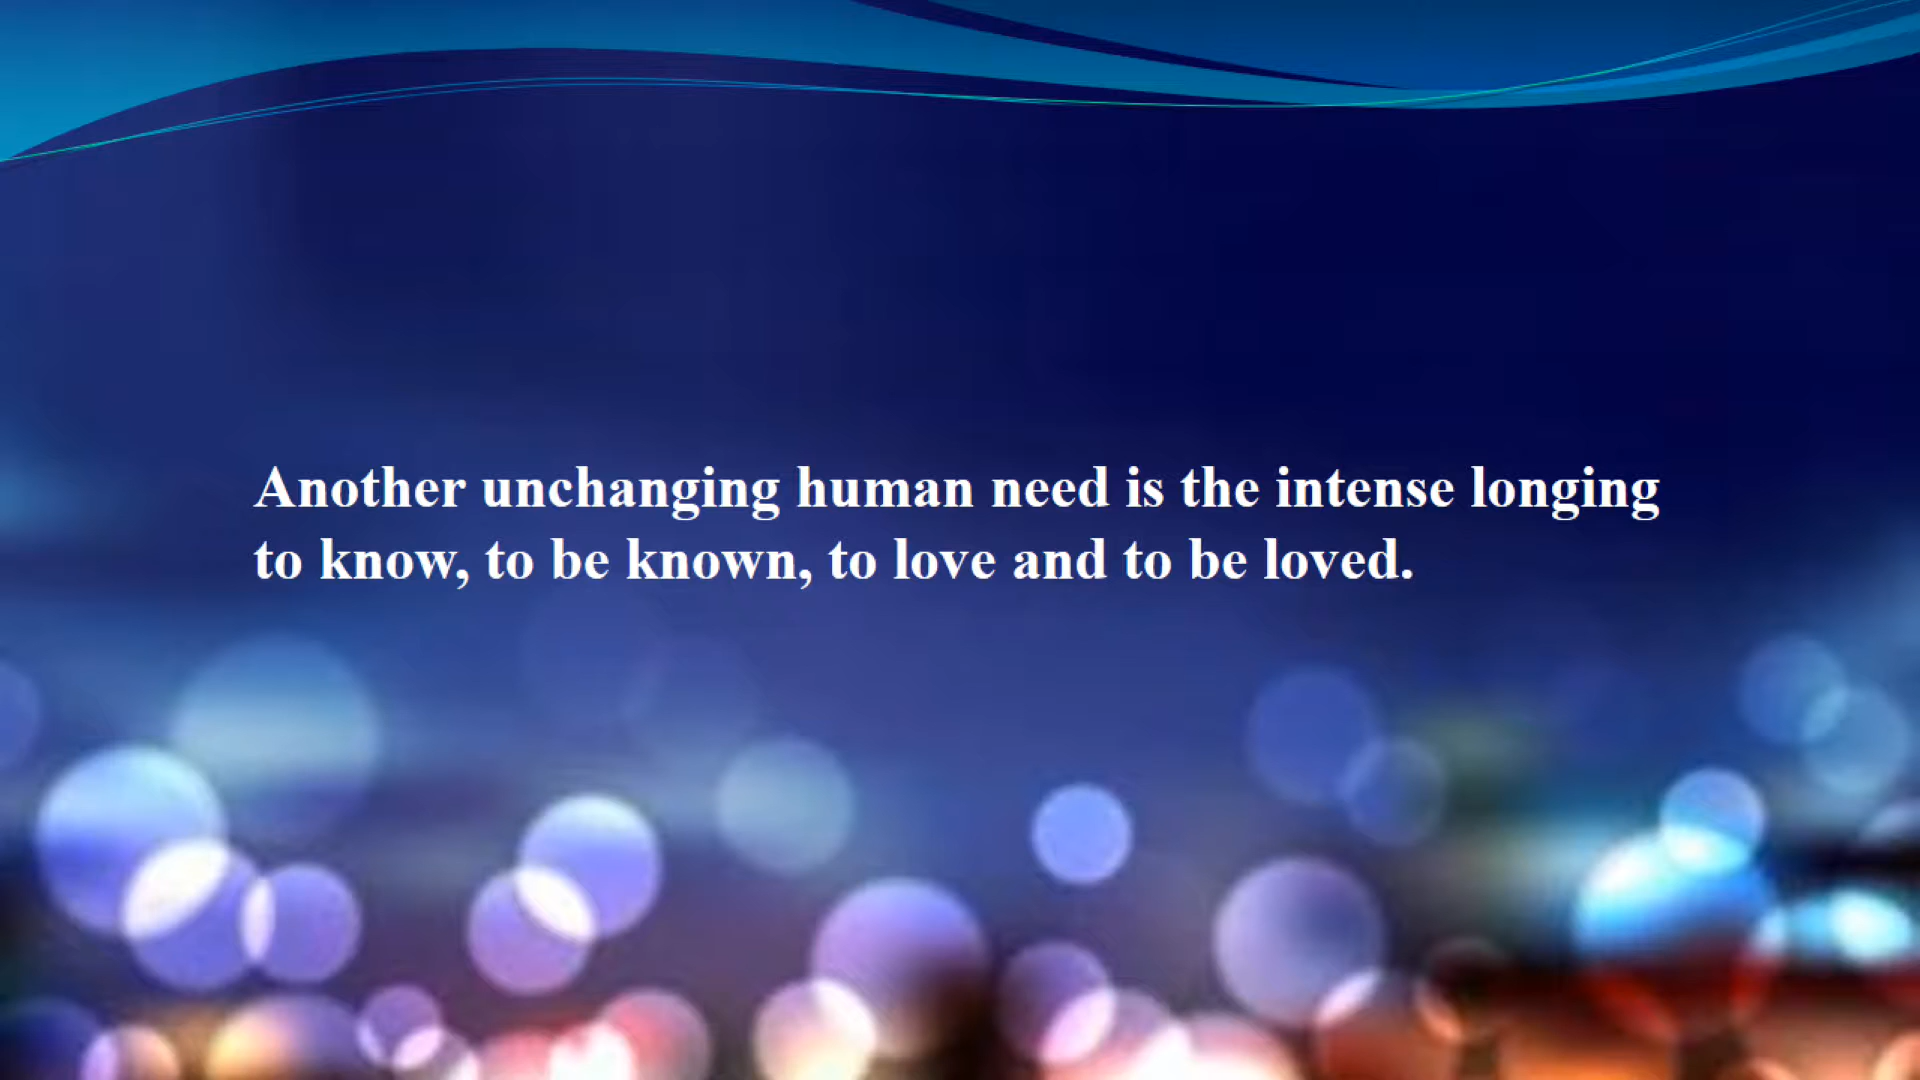 Another unchanging human need is the intense longing
to know, to be known, to love and to be loved.